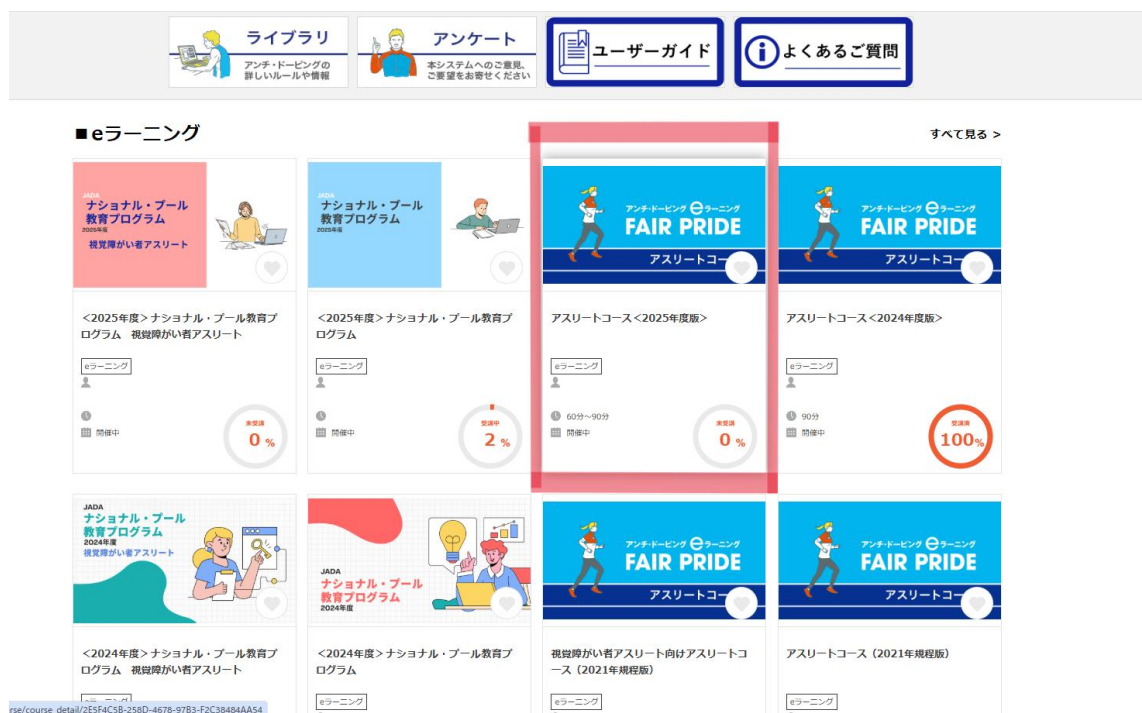 ライブラリ
アンチ・ドーピングの
詳しいルールや情報
アンケート
本システムへのご意見、
ご要望をお寄せください
ユーザーガイド
よくあるご質問
■eラーニング
すべて見る >
JADA
ナショナル・プール
教育プログラム
2025年度
視覚障がい者アスリート
JADA
ナショナル・プール
教育プログラム
2025年度
アンチ・ドーピング eラーニング
FAIR PRIDE
アスリートコー
アンチ・ドーピング eラーニング
FAIR PRIDE
アスリートコー
<2025年度>ナショナル・プール教育プ
ログラム 視覚障がい者アスリート
eラーニング
開催中
未受講
0 %
<2025年度>ナショナル・プール教育プ
ログラム
eラーニング
開催中
受講中
2 %
アスリートコース<2025年度版>
eラーニング
60分～90分
開催中
未受講
0 %
アスリートコース<2024年度版>
eラーニング
90分
開催中
受講済
100%
JADA
ナショナル・プール
教育プログラム
2024年度
視覚障がい者アスリート
JADA
ナショナル・プール
教育プログラム
2024年度
アンチ・ドーピング eラーニング
FAIR PRIDE
アスリートコー
アンチ・ドーピング eラーニング
FAIR PRIDE
アスリートコー
<2024年度>ナショナル・プール教育プ
ログラム 視覚障がい者アスリート
<2024年度>ナショナル・プール教育プ
ログラム
eラーニング
視覚障がい者アスリート向けアスリートコ
ース（2021年規程版）
eラーニング
アスリートコース（2021年規程版）
eラーニング
rse/course_detail/2E5F4C5B-258D-4678-97B3-F2C38484AA54